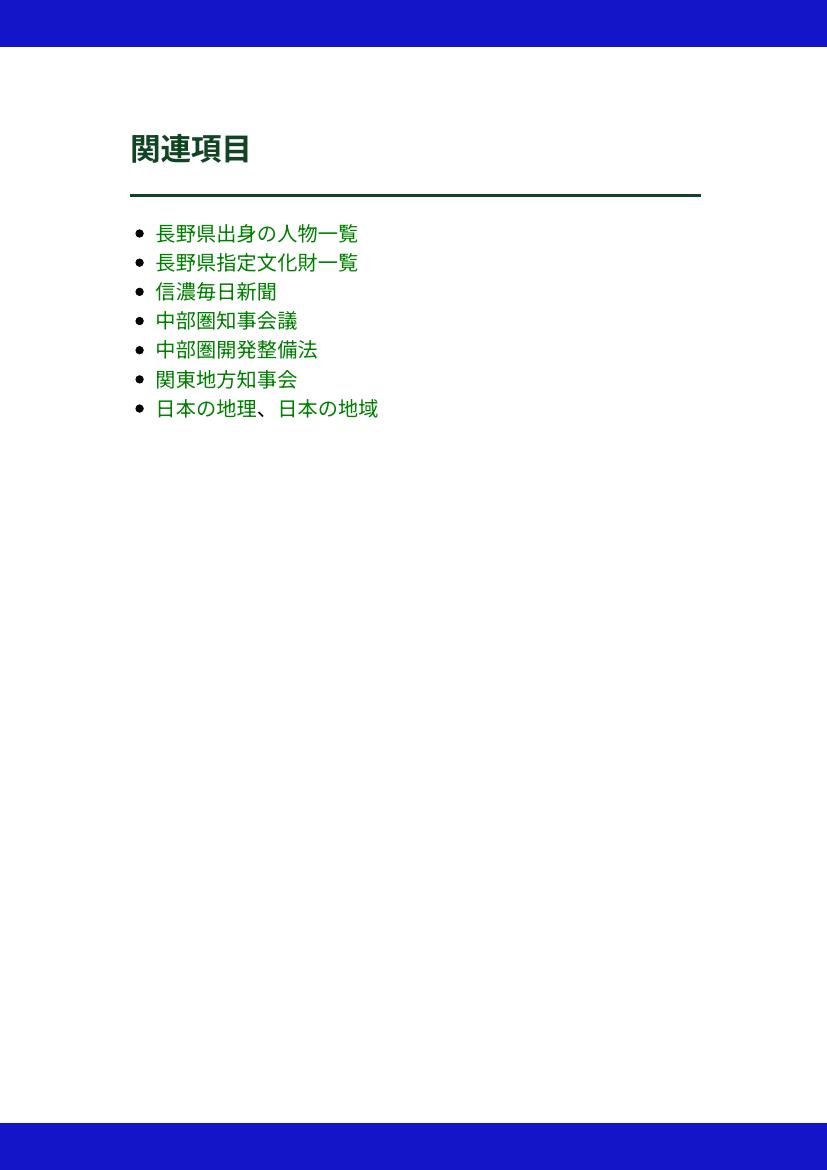 関連項目
長野県出身の人物一覧
長野県指定文化財一覧
信濃毎日新聞
中部圏知事会議
中部圏開発整備法
関東地方知事会
日本の地理、日本の地域